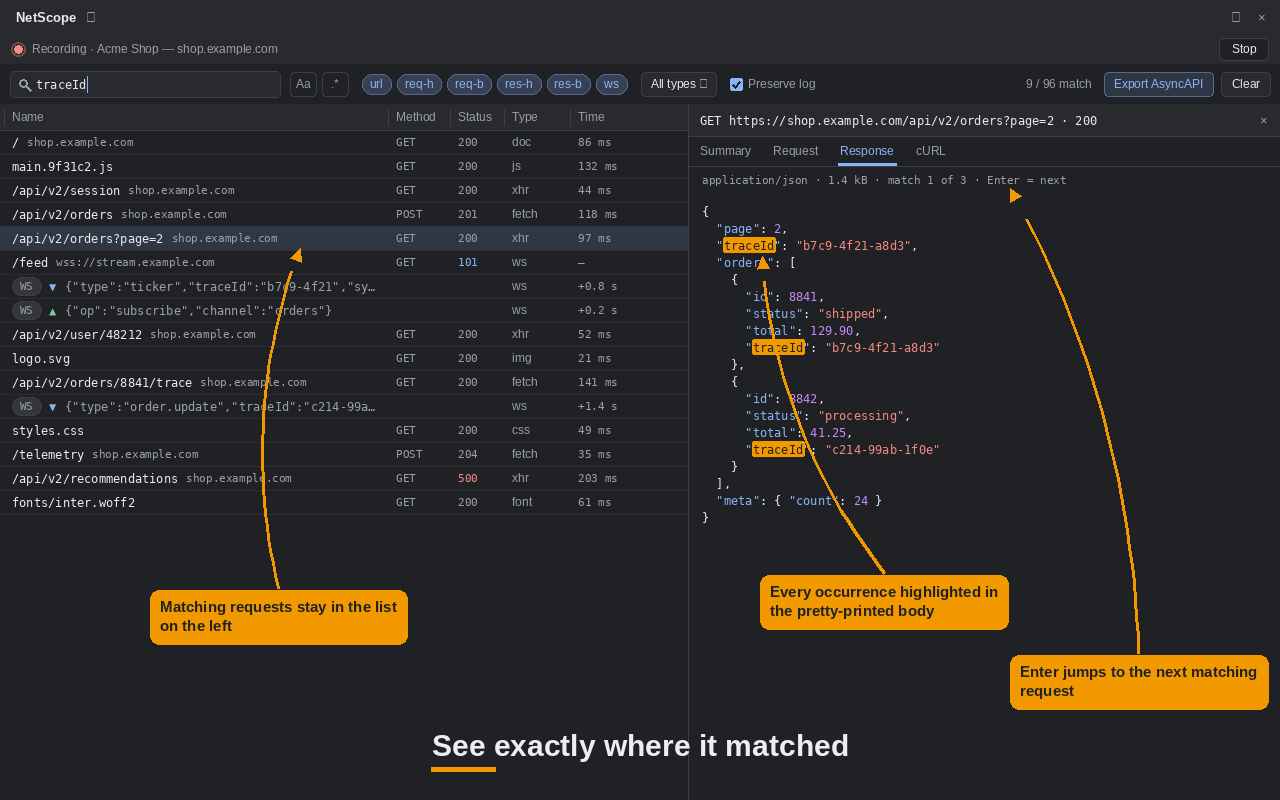 NetScope
Recording · Acme Shop — shop.example.com
Stop
traceId
Aa
.*
url
req-h
req-b
res-h
res-b
ws
All types
Preserve log
9 / 96 match
Export AsyncAPI
Clear
Name Method Status Type Time
/ shop.example.com GET 200 doc 86 ms
main.9f31c2.js GET 200 js 132 ms
/api/v2/session shop.example.com GET 200 xhr 44 ms
/api/v2/orders shop.example.com POST 201 fetch 118 ms
/api/v2/orders?page=2 shop.example.com GET 200 xhr 97 ms
/feed wss://stream.example.com GET 101 ws —
WS ▼ {"type":"ticker","traceId":"b7c9-4f21","sy… ws +0.8 s
WS ▲ {"op":"subscribe","channel":"orders"} ws +0.2 s
/api/v2/user/48212 shop.example.com GET 200 xhr 52 ms
logo.svg GET 200 img 21 ms
/api/v2/orders/8841/trace shop.example.com GET 200 fetch 141 ms
WS ▼ {"type":"order.update","traceId":"c214-99a… ws +1.4 s
styles.css GET 200 css 49 ms
/telemetry shop.example.com POST 204 fetch 35 ms
/api/v2/recommendations shop.example.com GET 500 xhr 203 ms
fonts/inter.woff2 GET 200 font 61 ms
GET https://shop.example.com/api/v2/orders?page=2 · 200
×
Summary Request Response cURL
application/json · 1.4 kB · match 1 of 3 · Enter = next
{
"page": 2,
"traceId": "b7c9-4f21-a8d3",
"orders": [
{
"id": 8841,
"status": "shipped",
"total": 129.90,
"traceId": "b7c9-4f21-a8d3"
},
{
"id": 8842,
"status": "processing",
"total": 41.25,
"traceId": "c214-99ab-1f0e"
}
],
"meta": { "count": 24 }
}
Matching requests stay in the list
on the left
Every occurrence highlighted in
the pretty-printed body
Enter jumps to the next matching
request
See exactly where it matched